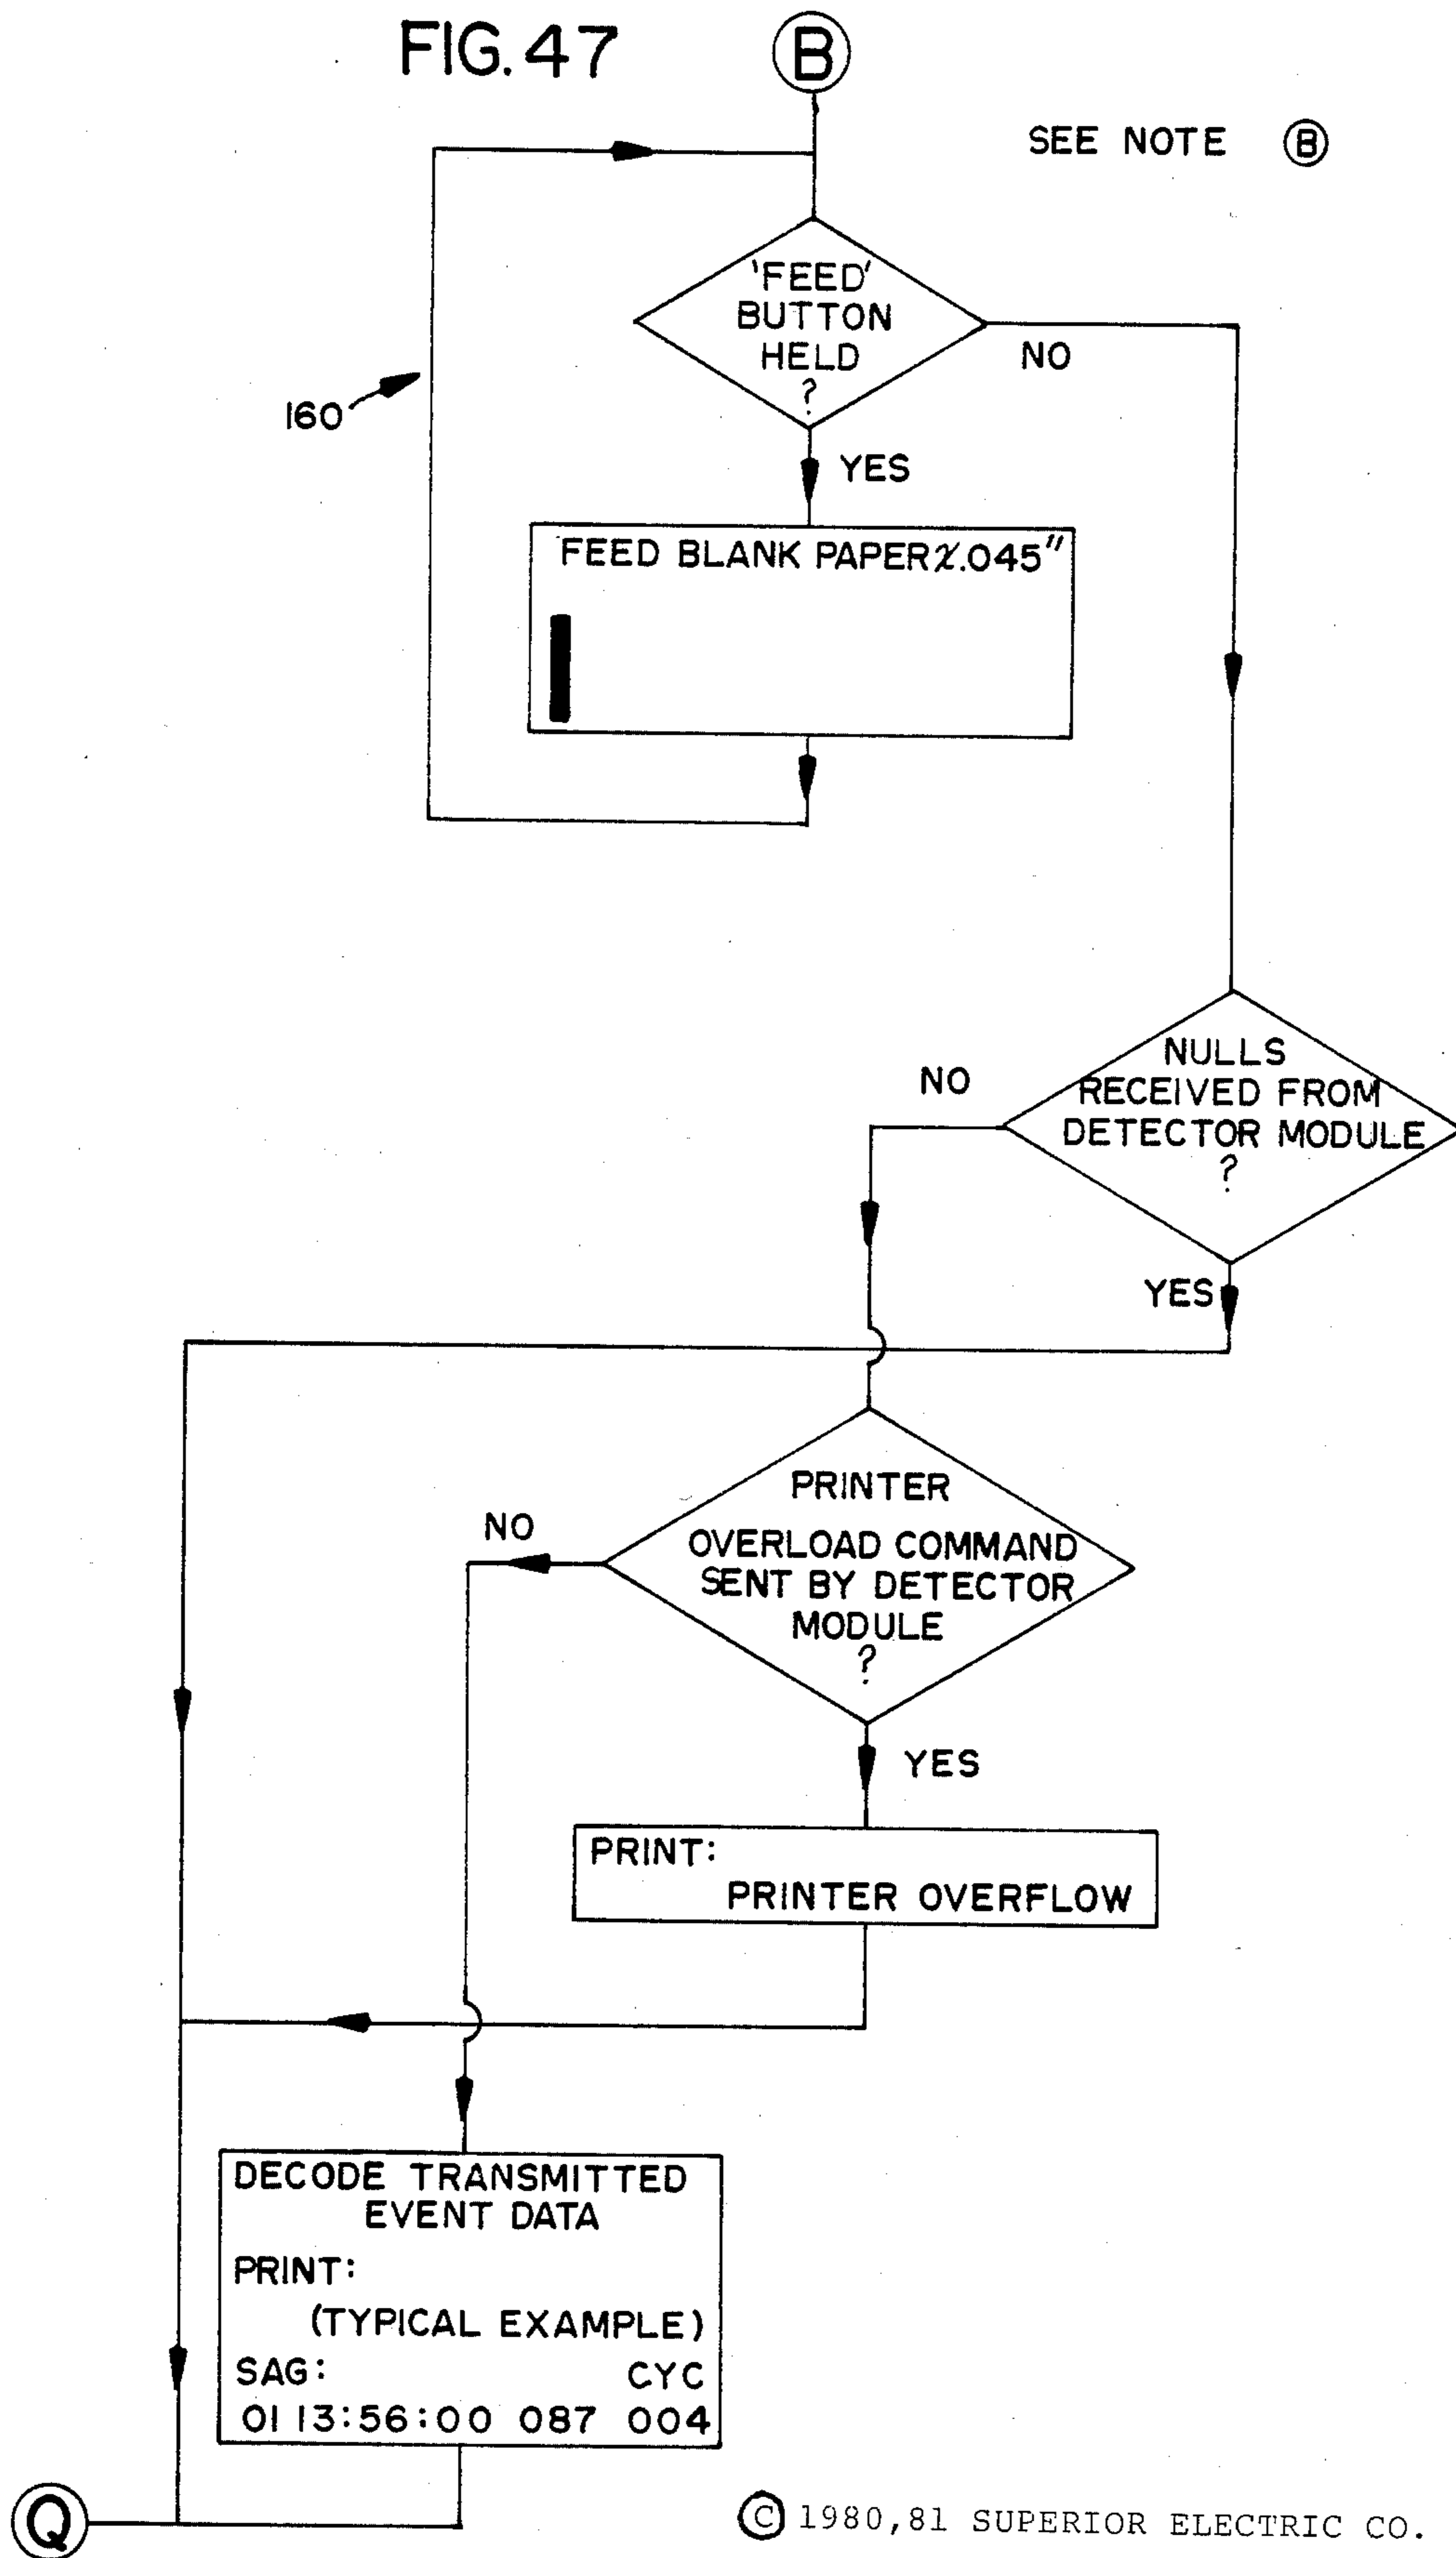 FIG. 47
B
SEE NOTE B
'FEED'
BUTTON
HELD
?
NO
160
YES
FEED BLANK PAPER ≈.045"
NULLS
RECEIVED FROM
DETECTOR MODULE
?
NO
YES
PRINTER
OVERLOAD COMMAND
SENT BY DETECTOR
MODULE
?
NO
YES
PRINT:
PRINTER OVERFLOW
DECODE TRANSMITTED
EVENT DATA
PRINT:
(TYPICAL EXAMPLE)
SAG: CYC
01 13:56:00 087 004
Q
© 1980,81 SUPERIOR ELECTRIC CO.